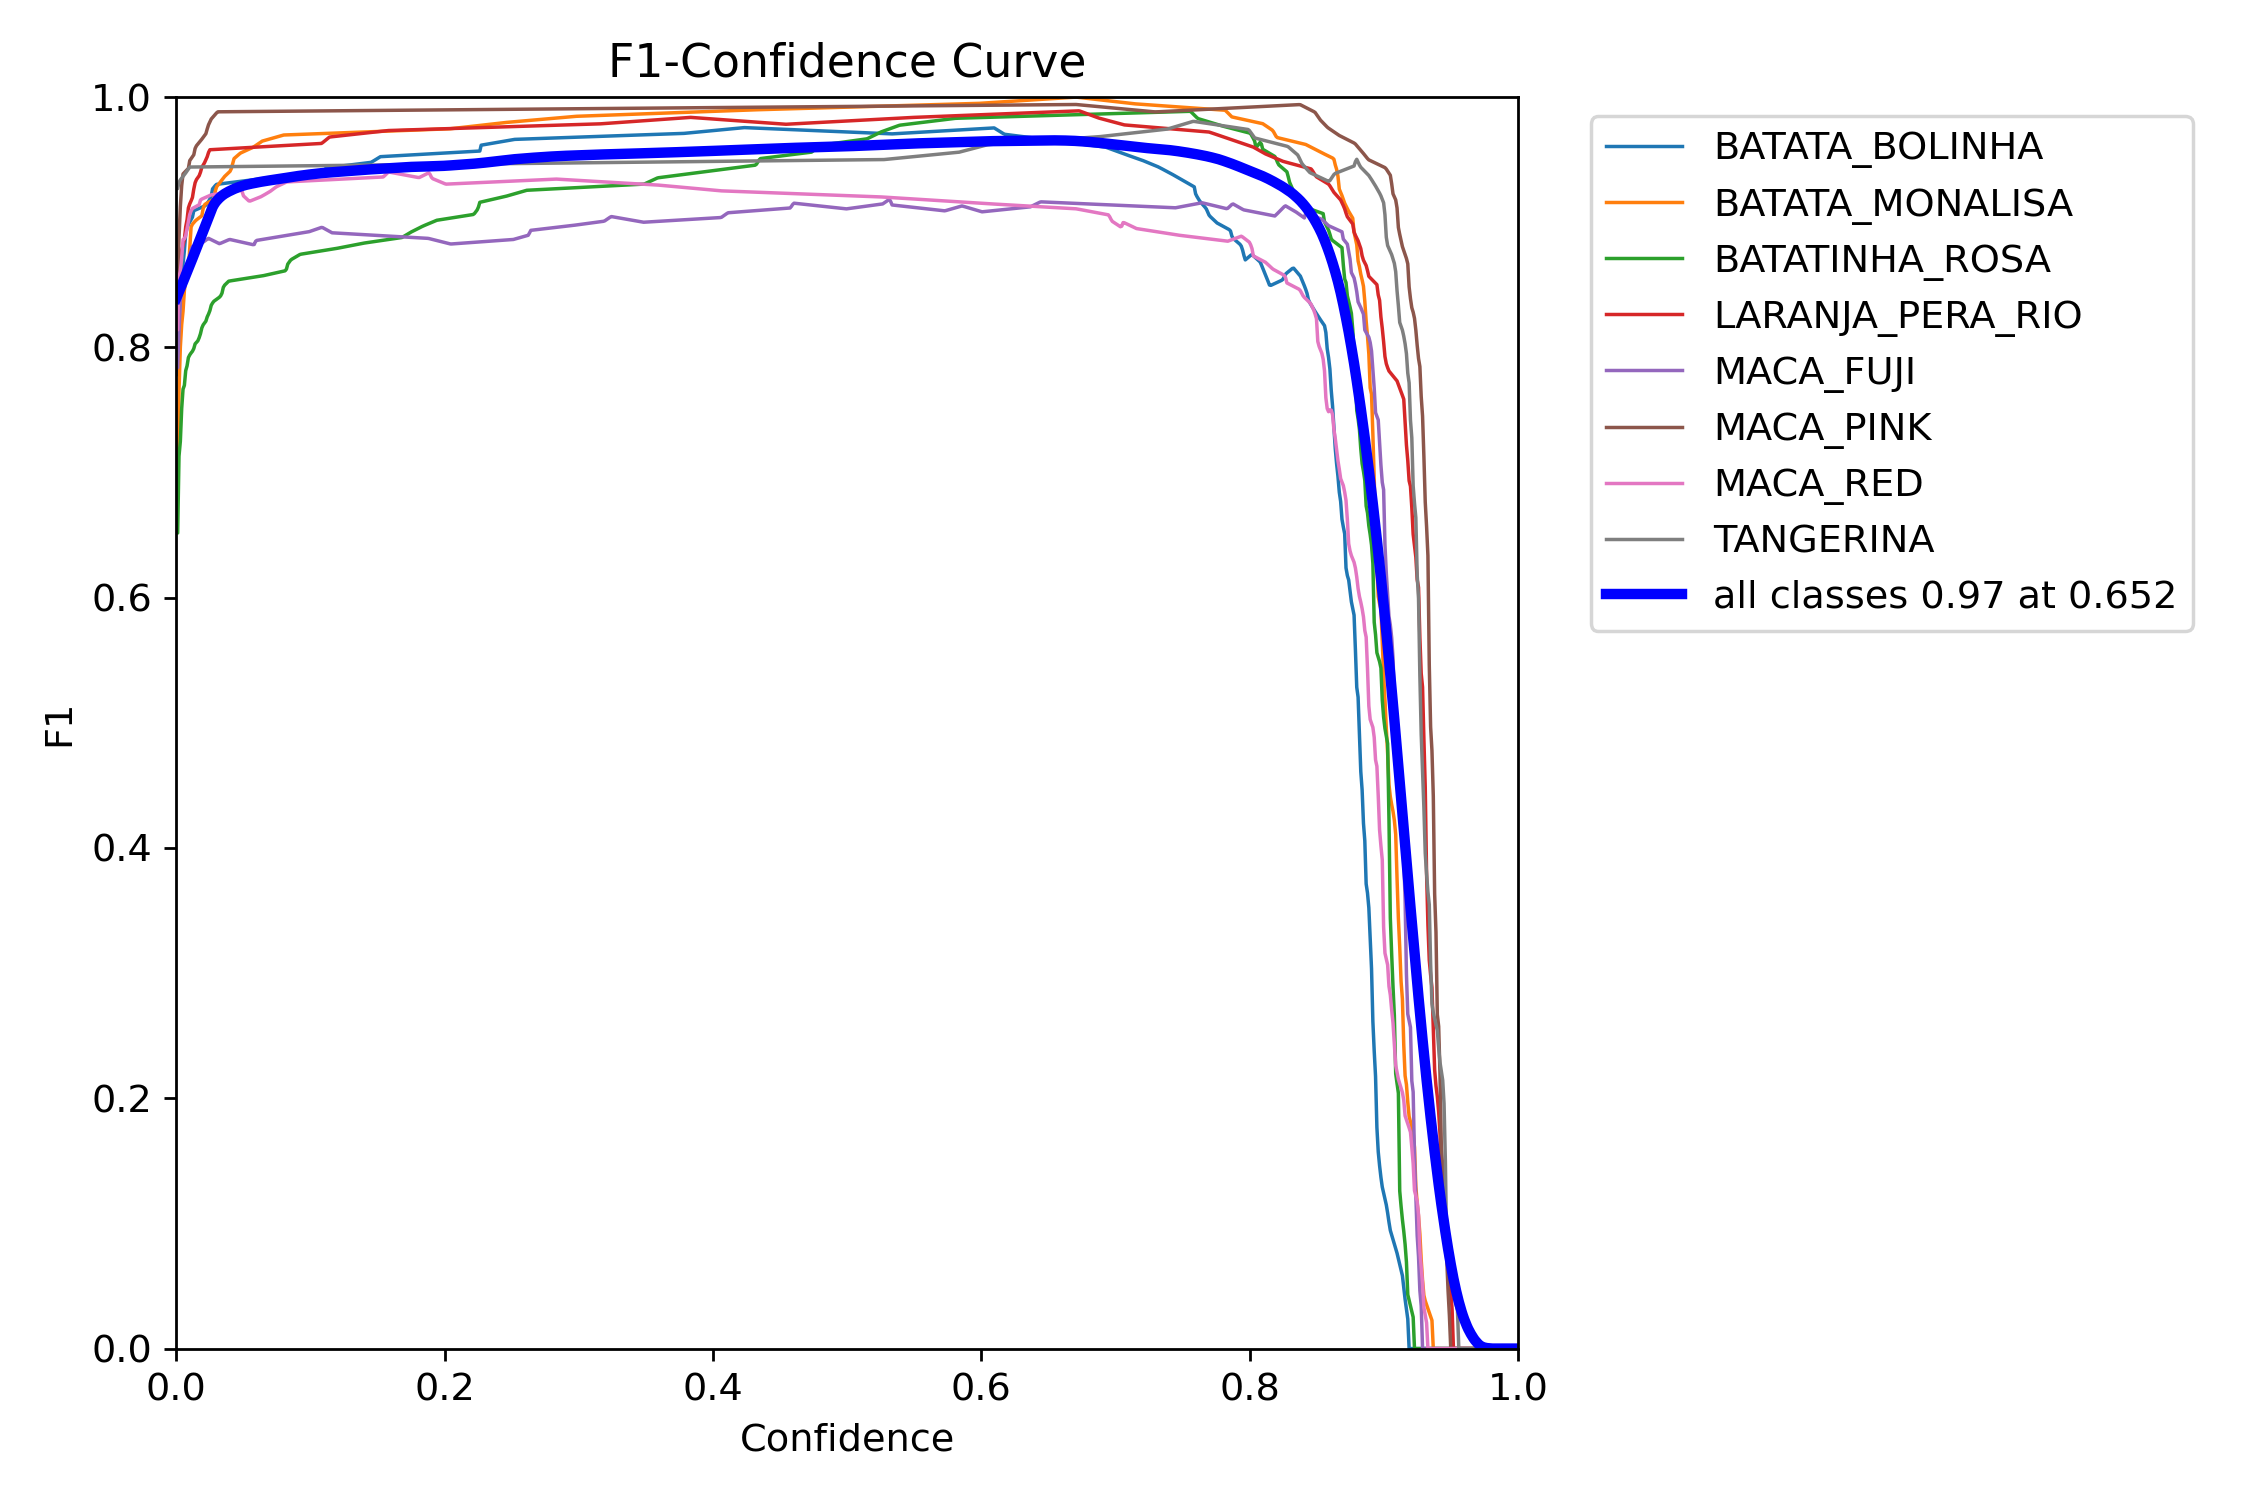 F1-Confidence Curve
1.0
0.8
0.6
0.4
0.2
0.0
F1
0.0 0.2 0.4 0.6 0.8 1.0
Confidence
BATATA_BOLINHA
BATATA_MONALISA
BATATINHA_ROSA
LARANJA_PERA_RIO
MACA_FUJI
MACA_PINK
MACA_RED
TANGERINA
all classes 0.97 at 0.652